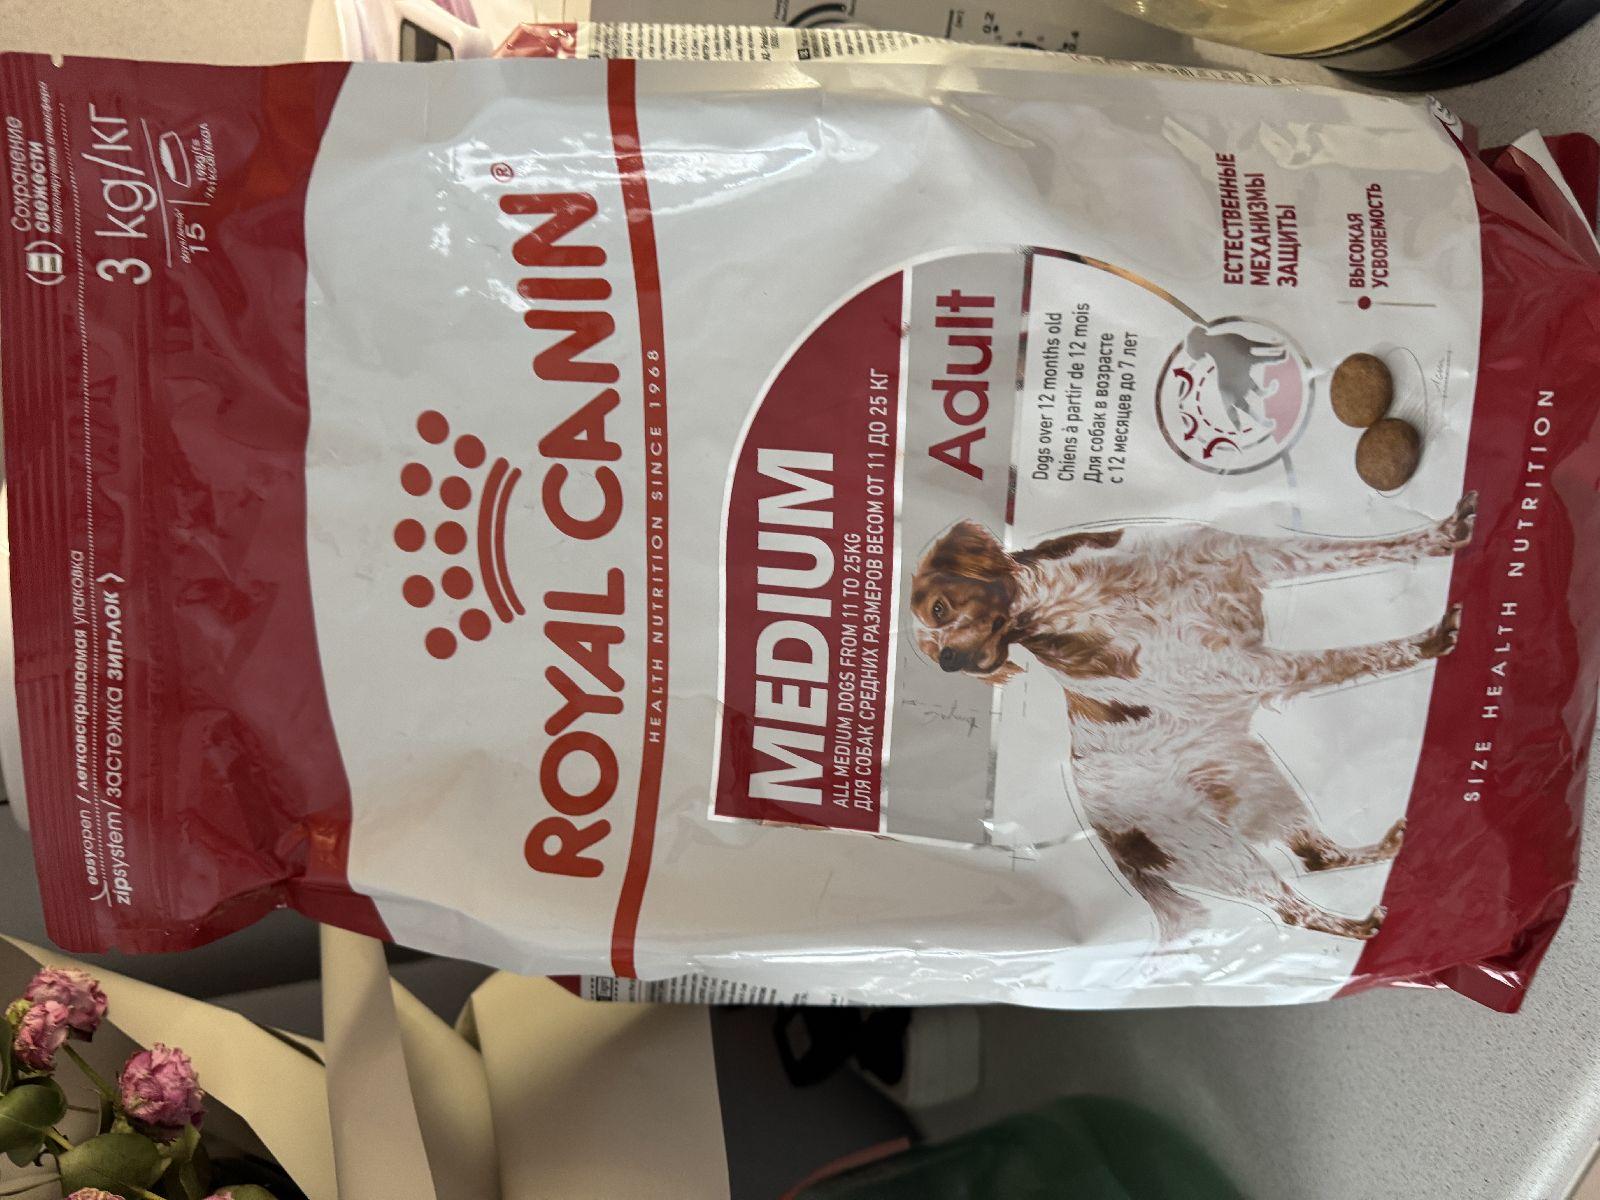 Сохранение
свежести
контролируемая атмосфера
3 kg/кг
15
easyopen / легковскрываемая упаковка
zipsystem/застежка зип-лок
ROYAL CANIN®
HEALTH NUTRITION SINCE 1968
MEDIUM
ALL MEDIUM DOGS FROM 11 TO 25KG
ДЛЯ СОБАК СРЕДНИХ РАЗМЕРОВ ВЕСОМ ОТ 11 ДО 25 КГ
Adult
Dogs over 12 months old
Chiens à partir de 12 mois
Для собак в возрасте
с 12 месяцев до 7 лет
ЕСТЕСТВЕННЫЕ
МЕХАНИЗМЫ
ЗАЩИТЫ
ВЫСОКАЯ
УСВОЯЕМОСТЬ
SIZE HEALTH NUTRITION